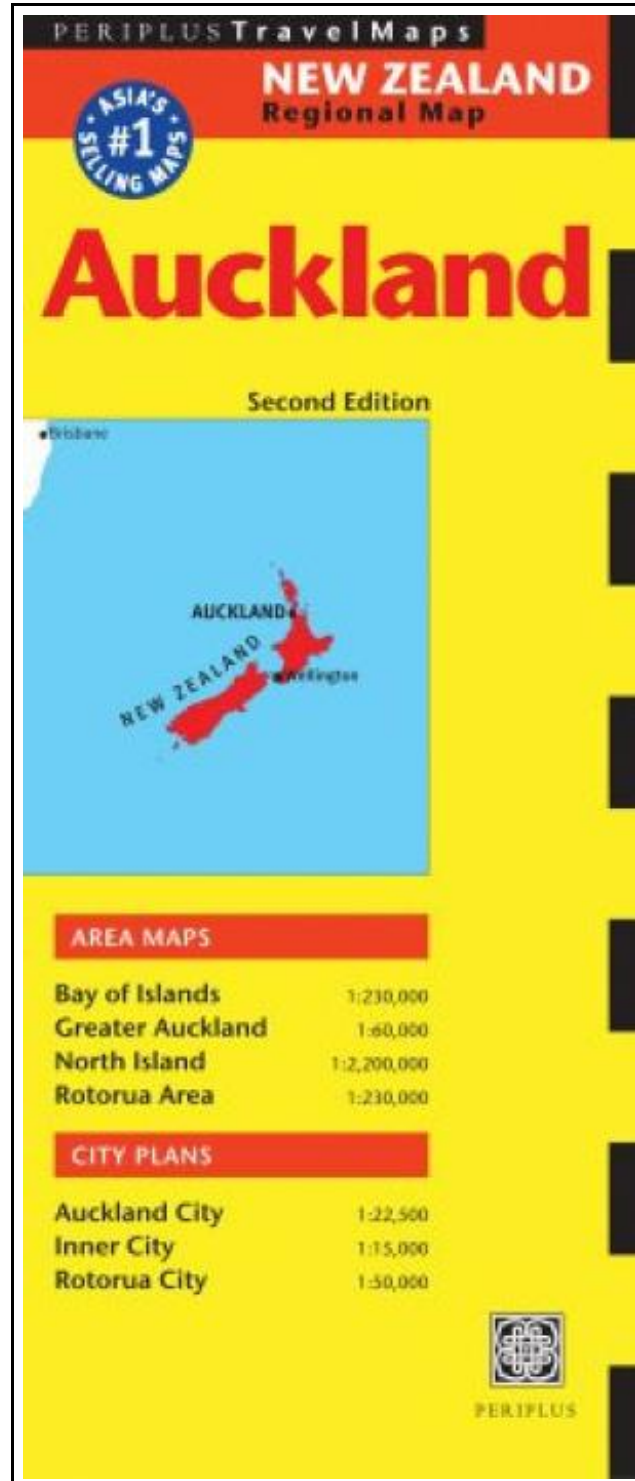 PERIPLUS TravelMaps
NEW ZEALAND
Regional Map
ASIA'S
#1
SELLING MAPS
Auckland
Second Edition
Brisbane
AUCKLAND
NEW ZEALAND
Wellington
AREA MAPS
Bay of Islands 1:230,000
Greater Auckland 1:60,000
North Island 1:2,200,000
Rotorua Area 1:230,000
CITY PLANS
Auckland City 1:22,500
Inner City 1:15,000
Rotorua City 1:50,000
PERIPLUS